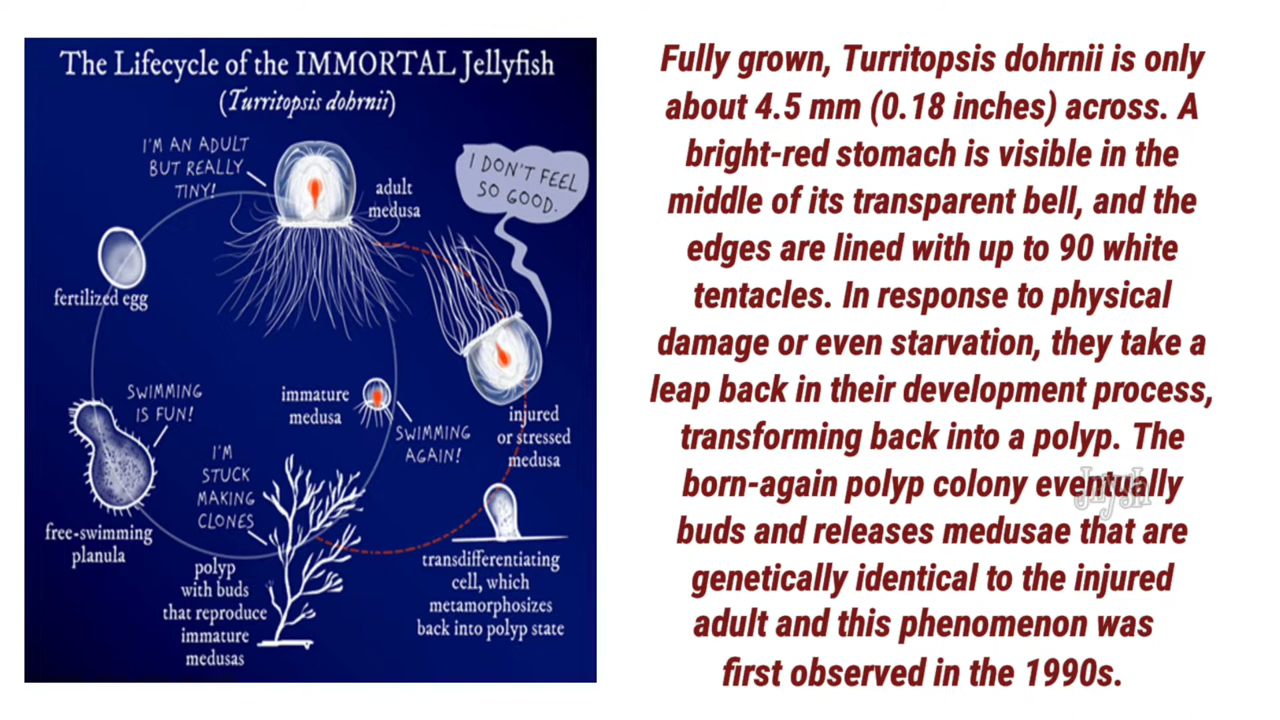 The Lifecycle of the IMMORTAL Jellyfish
(Turritopsis dohrnii)
I'M AN ADULT
BUT REALLY
TINY!
adult
medusa
I DON'T FEEL
SO GOOD.
fertilized egg
immature
medusa
SWIMMING
AGAIN!
injured
or stressed
medusa
SWIMMING
IS FUN!
I'M
STUCK
MAKING
CLONES
free-swimming
planula
polyp
with buds
that reproduce
immature
medusas
transdifferentiating
cell, which
metamorphosizes
back into polyp state
Fully grown, Turritopsis dohrnii is only
about 4.5 mm (0.18 inches) across. A
bright-red stomach is visible in the
middle of its transparent bell, and the
edges are lined with up to 90 white
tentacles. In response to physical
damage or even starvation, they take a
leap back in their development process,
transforming back into a polyp. The
born-again polyp colony eventually
buds and releases medusae that are
genetically identical to the injured
adult and this phenomenon was
first observed in the 1990s.